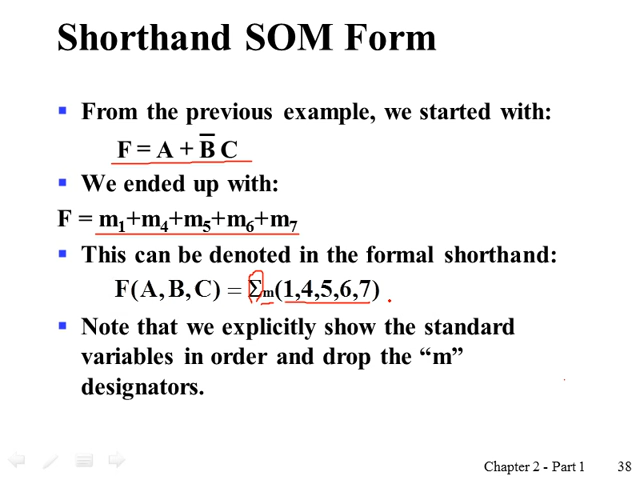 Shorthand SOM Form
From the previous example, we started with:
F = A + B̅ C
We ended up with:
F = m₁+m₄+m₅+m₆+m₇
This can be denoted in the formal shorthand:
F(A,B,C) = Σₘ(1,4,5,6,7)
Note that we explicitly show the standard
variables in order and drop the “m”
designators.
Chapter 2 - Part 1 38